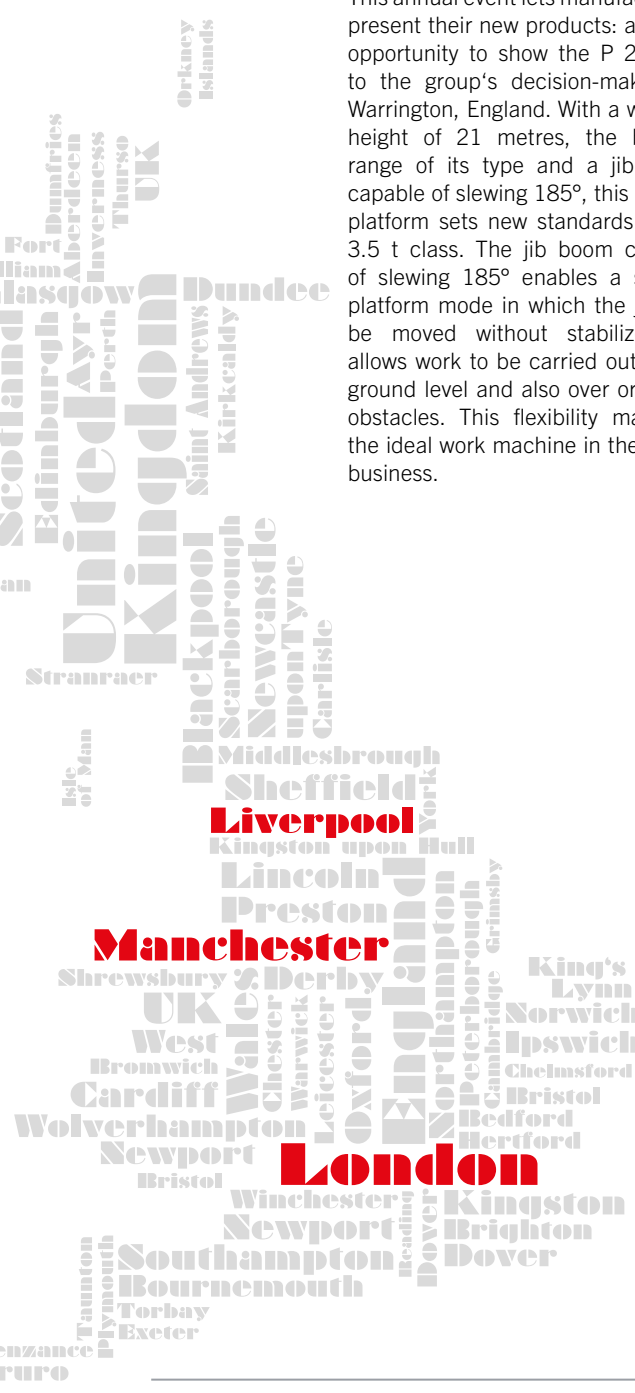 This annual event lets manufac
present their new products: a
opportunity to show the P 2
to the group‘s decision-mak
Warrington, England. With a w
height of 21 metres, the
range of its type and a jib
capable of slewing 185°, this
platform sets new standards
3.5 t class. The jib boom c
of slewing 185° enables a s
platform mode in which the
be moved without stabiliz
allows work to be carried out
ground level and also over or
obstacles. This flexibility ma
the ideal work machine in the
business.
Orkney
Islands
Dumfries
Aberdeen
Inverness
Thurso
UK
Fort
lliam
lasgow
Dundee
Scotland
Edinburgh
Ayr
Perth
United
Kingdom
Saint Andrews
Kirkcaldy
an
Stranraer
Blackpool
Scarborough
Newcastle
upon Tyne
Carlisle
Isle
of Man
Middlesbrough
Sheffield
York
Liverpool
Kingston upon Hull
Lincoln
Preston
England
Northampton
Peterborough
Grimsby
Manchester
Shrewsbury
Derby
UK
Wales
Chester
Warwick
Leicester
Oxford
Cambridge
West
Bromwich
Cardiff
Wolverhampton
Newport
Bristol
King's
Lynn
Norwich
Ipswich
Chelmsford
Bristol
Bedford
Hertford
London
Winchester
Newport
Reading
Dover
Kingston
Brighton
Dover
Southampton
Bournemouth
Torbay
Exeter
Taunton
Plymouth
enzance
ruro